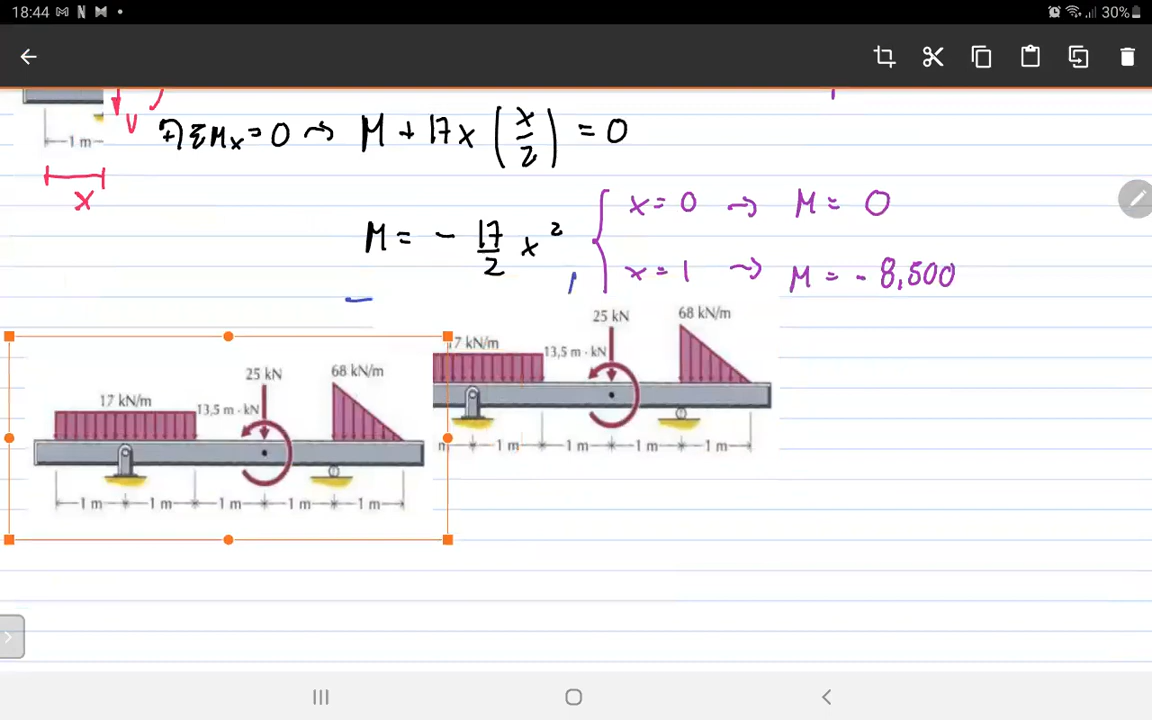 18:44 30%
V
1 m
x
ΣMx = 0 → M + 17x (x/2) = 0
M = - 17/2 x²
x = 0 → M = 0
x = 1 → M = - 8,500
17 kN/m 13,5 m · kN 25 kN 68 kN/m
1 m 1 m 1 m 1 m 1 m
7 kN/m 13,5 m · kN 25 kN 68 kN/m
m 1 m 1 m 1 m 1 m